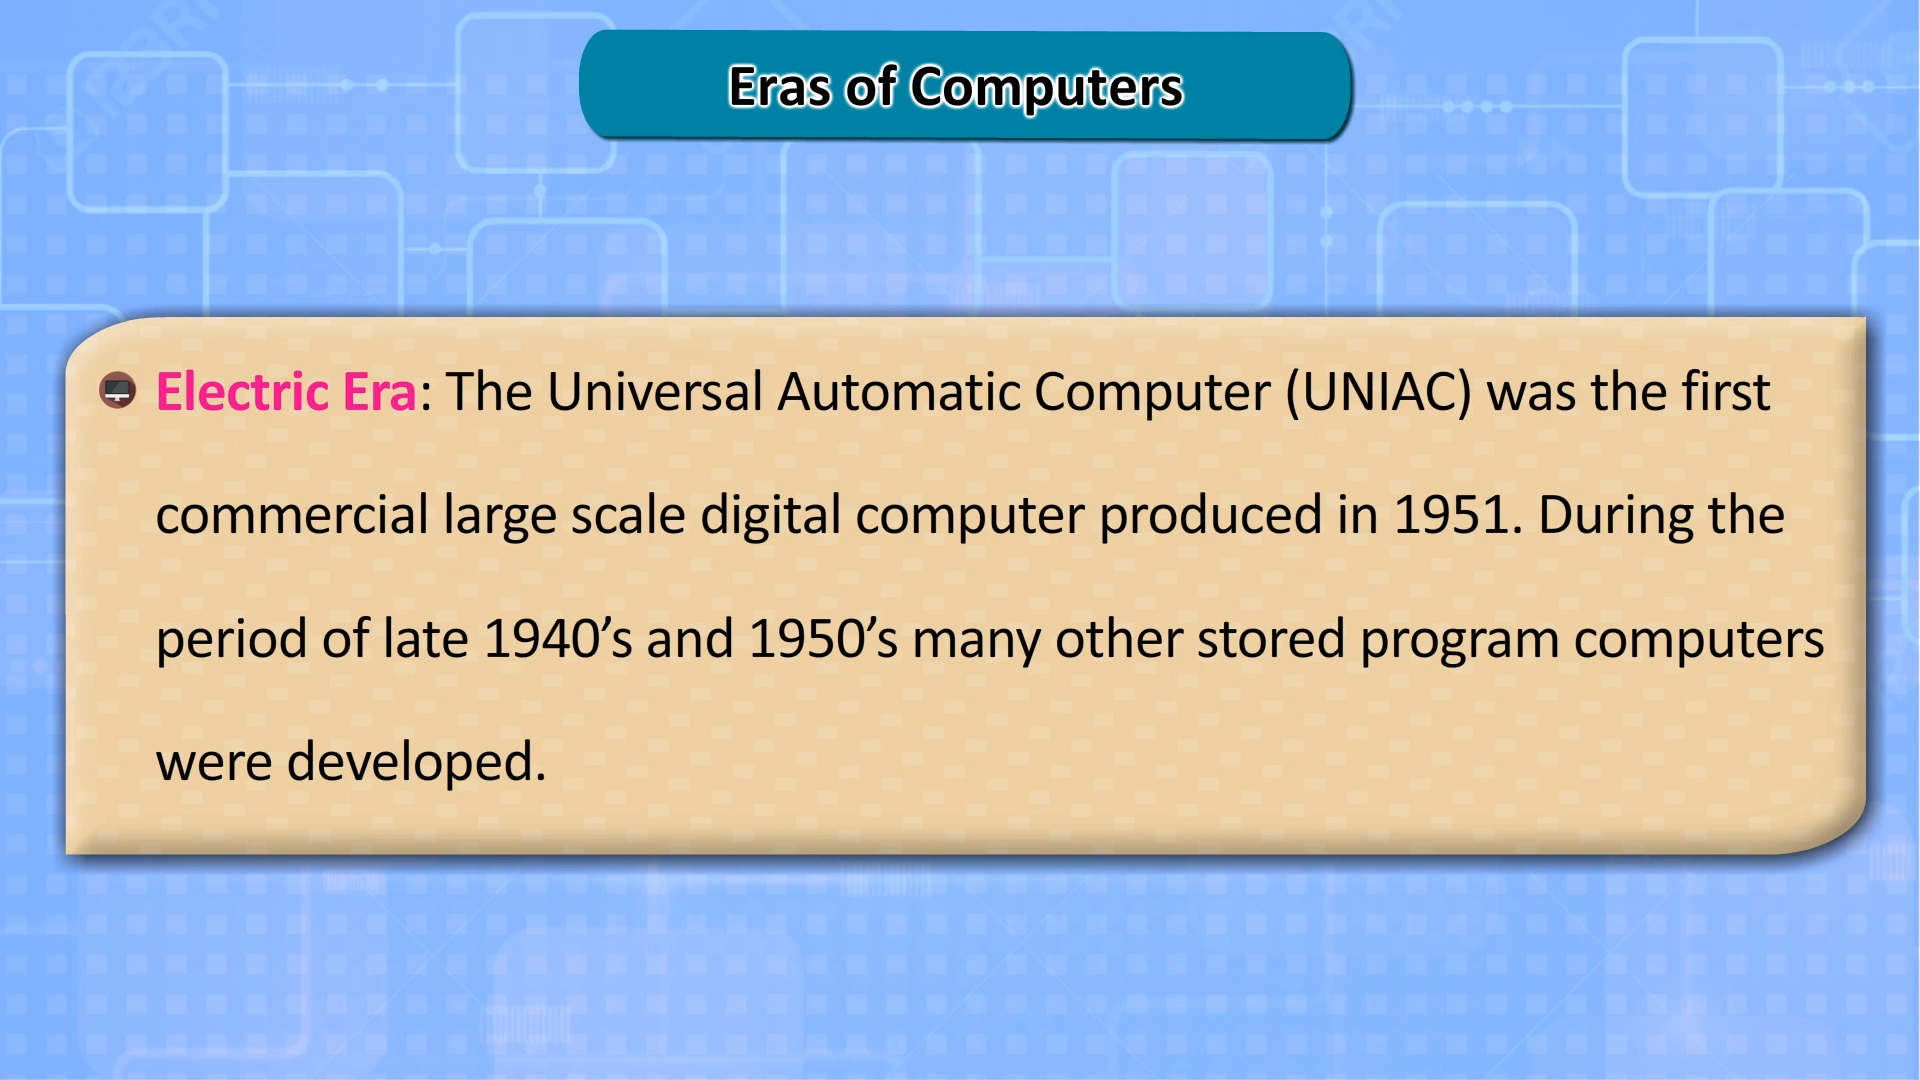 Eras of Computers
Electric Era: The Universal Automatic Computer (UNIAC) was the first
commercial large scale digital computer produced in 1951. During the
period of late 1940’s and 1950’s many other stored program computers
were developed.